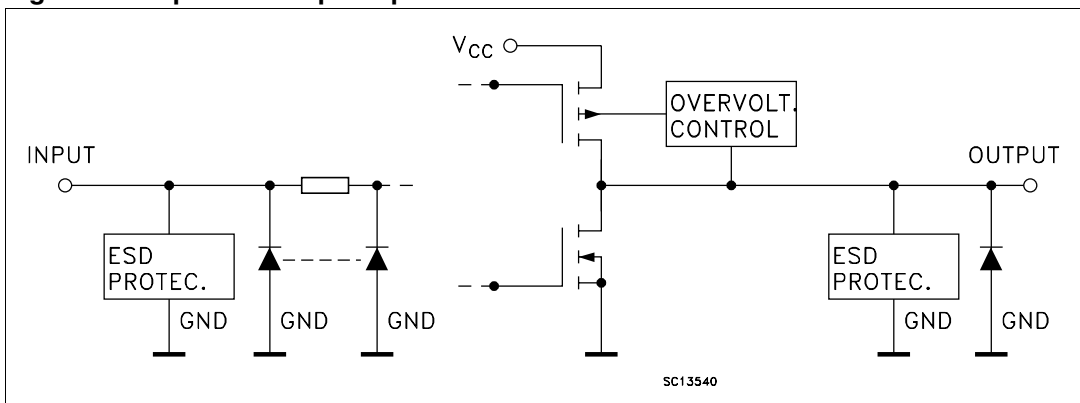 VCC
OVERVOLT.
CONTROL
INPUT
OUTPUT
ESD
PROTEC.
ESD
PROTEC.
GND
GND
GND
GND
GND
SC13540